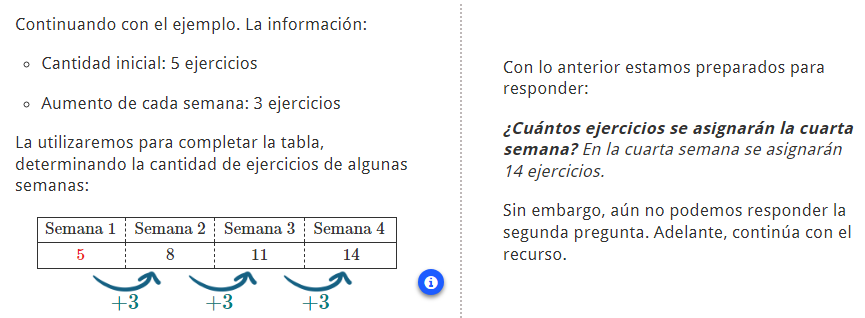 Continuando con el ejemplo. La información:
Cantidad inicial: 5 ejercicios
Aumento de cada semana: 3 ejercicios
La utilizaremos para completar la tabla,
determinando la cantidad de ejercicios de algunas
semanas:
Semana 1 Semana 2 Semana 3 Semana 4
5 8 11 14
+3 +3 +3
Con lo anterior estamos preparados para
responder:
¿Cuántos ejercicios se asignarán la cuarta
semana? En la cuarta semana se asignarán
14 ejercicios.
Sin embargo, aún no podemos responder la
segunda pregunta. Adelante, continúa con el
recurso.